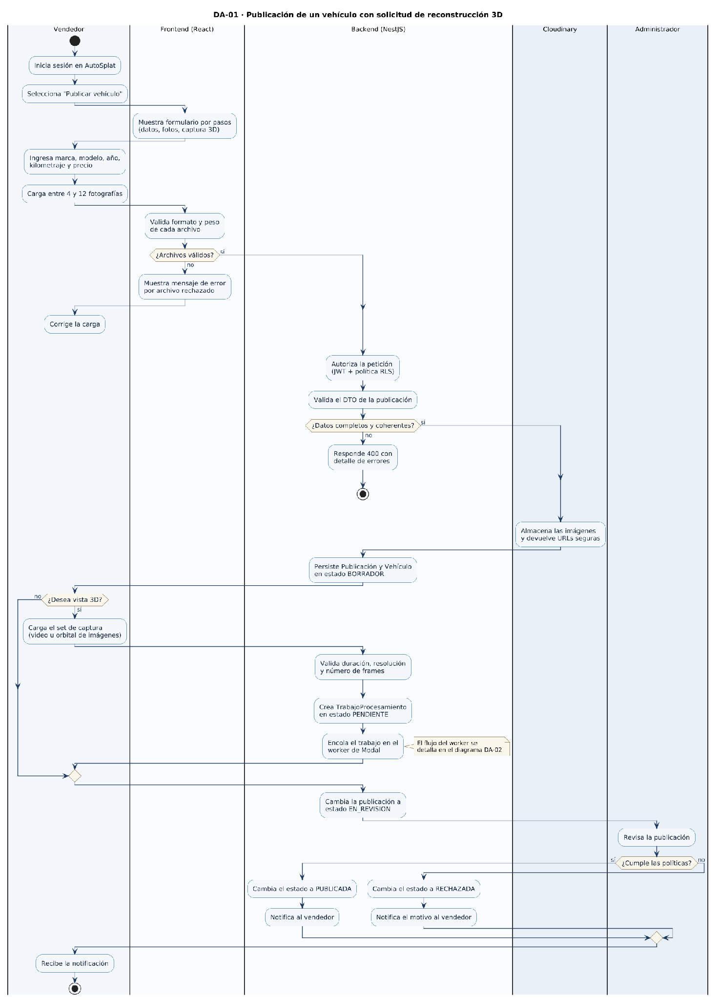 DA-01 · Publicación de un vehículo con solicitud de reconstrucción 3D
Vendedor
Frontend (React)
Backend (NestJS)
Cloudinary
Administrador
Inicia sesión en AutoSplat
Selecciona "Publicar vehículo"
Muestra formulario por pasos
(datos, fotos, captura 3D)
Ingresa marca, modelo, año,
kilometraje y precio
Carga entre 4 y 12 fotografías
Valida formato y peso
de cada archivo
¿Archivos válidos?
sí
no
Muestra mensaje de error
por archivo rechazado
Corrige la carga
Autoriza la petición
(JWT + política RLS)
Valida el DTO de la publicación
¿Datos completos y coherentes?
sí
no
Responde 400 con
detalle de errores
Almacena las imágenes
y devuelve URLs seguras
Persiste Publicación y Vehículo
en estado BORRADOR
no
¿Desea vista 3D?
sí
Carga el set de captura
(video u orbital de imágenes)
Valida duración, resolución
y número de frames
Crea TrabajoProcesamiento
en estado PENDIENTE
Encola el trabajo en el
worker de Modal
El flujo del worker se
detalla en el diagrama DA-02
Cambia la publicación a
estado EN_REVISION
Revisa la publicación
sí
¿Cumple las políticas?
no
Cambia el estado a PUBLICADA
Cambia el estado a RECHAZADA
Notifica al vendedor
Notifica el motivo al vendedor
Recibe la notificación